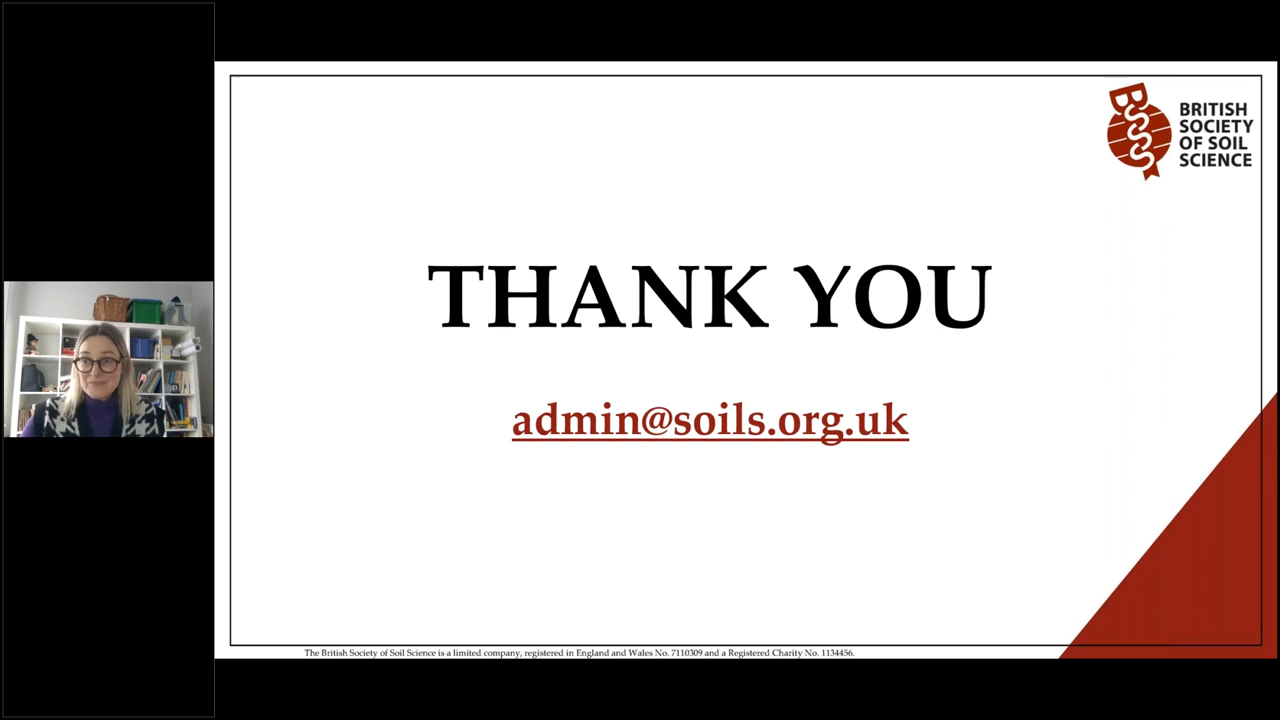 BSSS
BRITISH
SOCIETY
OF SOIL
SCIENCE
THANK YOU
admin@soils.org.uk
The British Society of Soil Science is a limited company, registered in England and Wales No. 7110309 and a Registered Charity No. 1134456.